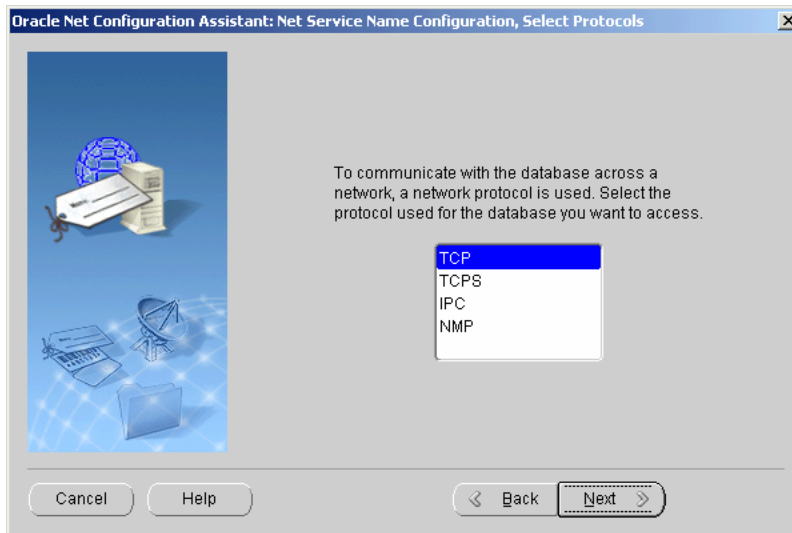 Oracle Net Configuration Assistant: Net Service Name Configuration, Select Protocols
To communicate with the database across a
network, a network protocol is used. Select the
protocol used for the database you want to access.
TCP
TCPS
IPC
NMP
Cancel
Help
Back
Next